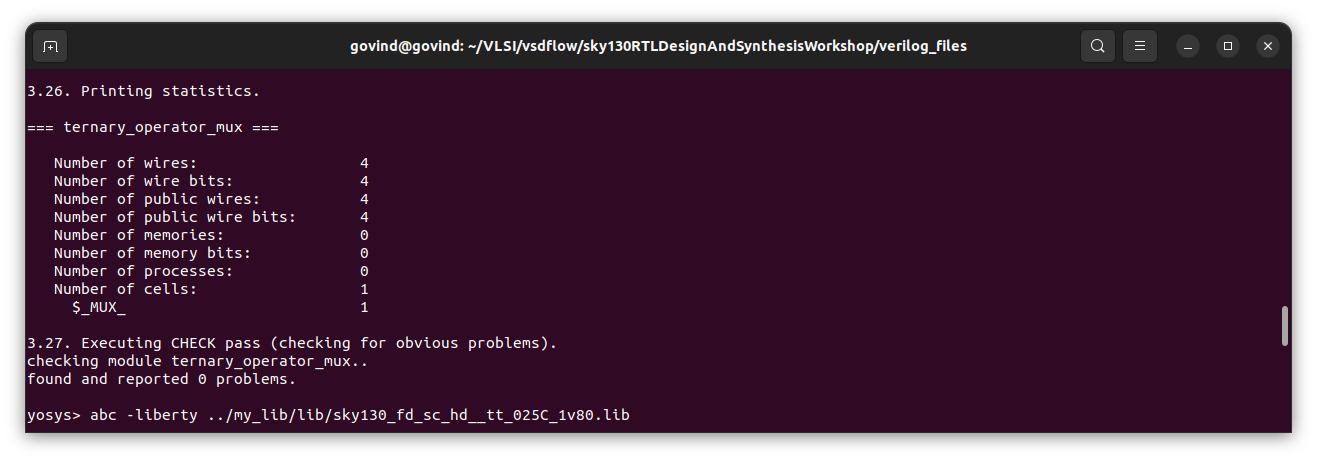 govind@govind: ~/VLSI/vsdflow/sky130RTLDesignAndSynthesisWorkshop/verilog_files
3.26. Printing statistics.
=== ternary_operator_mux ===
Number of wires: 4
Number of wire bits: 4
Number of public wires: 4
Number of public wire bits: 4
Number of memories: 0
Number of memory bits: 0
Number of processes: 0
Number of cells: 1
$_MUX_ 1
3.27. Executing CHECK pass (checking for obvious problems).
checking module ternary_operator_mux..
found and reported 0 problems.
yosys> abc -liberty ../my_lib/lib/sky130_fd_sc_hd__tt_025C_1v80.lib